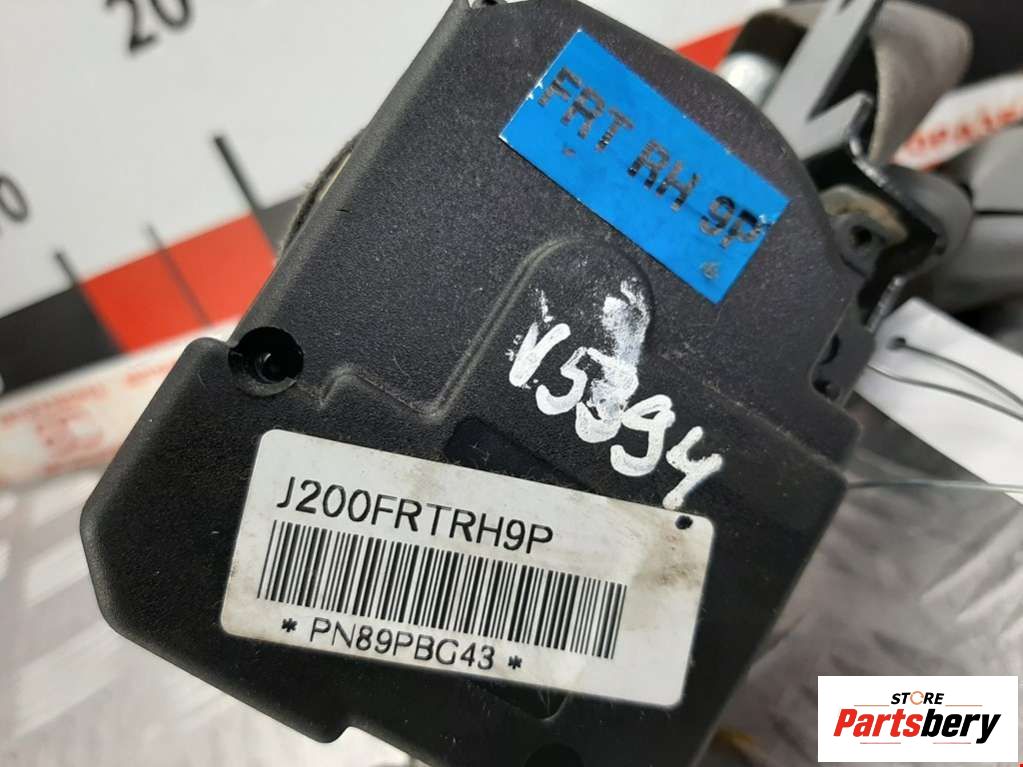 20
FRT RH 9P
V5394
J200FRTRH9P
* PN89PBG43 *
STORE
Partsbery